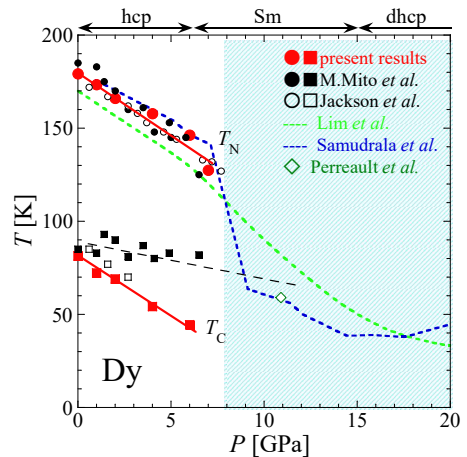 hcp Sm dhcp
200
150
100
50
0
T [K]
present results
M.Mito et al.
Jackson et al.
Lim et al.
Samudrala et al.
Perreault et al.
T_N
T_C
Dy
0 5 10 15 20
P [GPa]